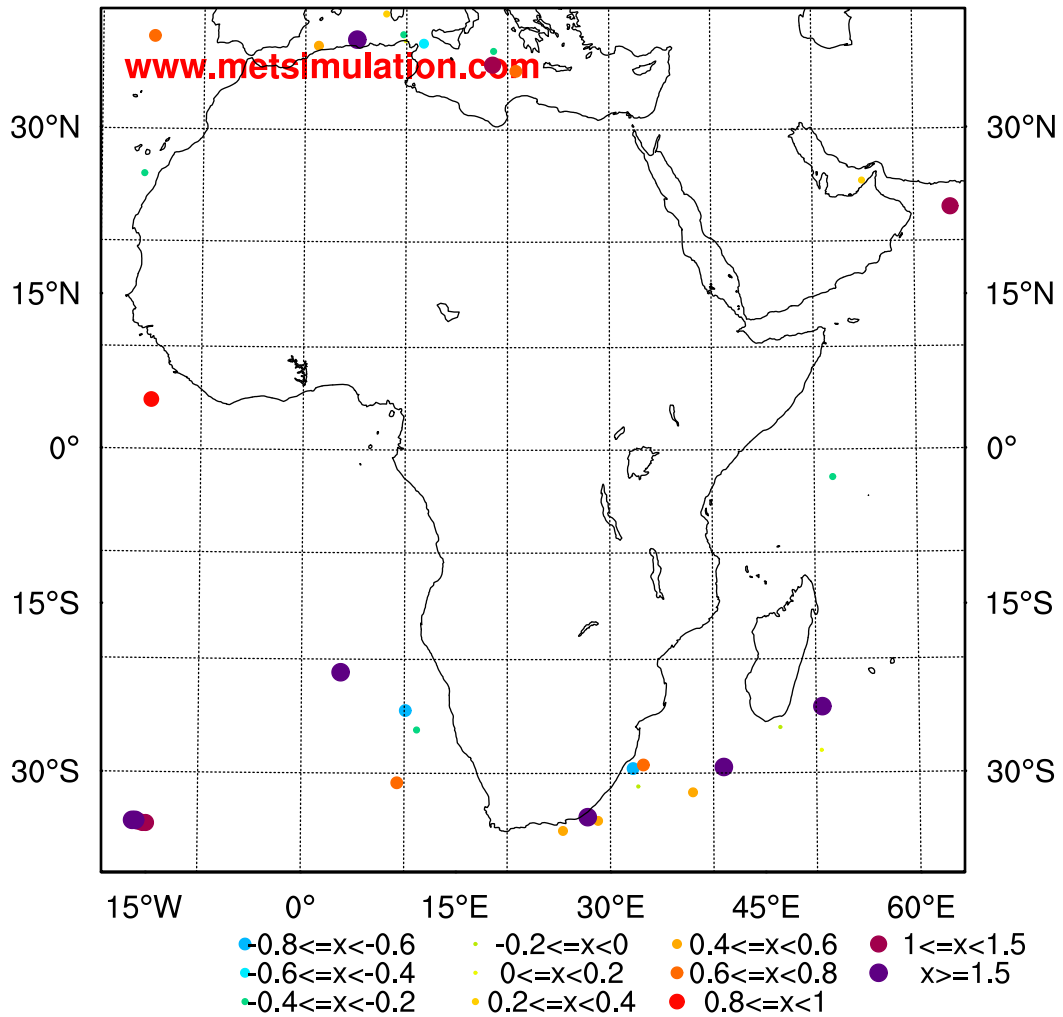 www.metsimulation.com
30°N 30°N
15°N 15°N
0° 0°
15°S 15°S
30°S 30°S
15°W 0° 15°E 30°E 45°E 60°E
-0.8<=x<-0.6 -0.2<=x<0 0.4<=x<0.6 1<=x<1.5
-0.6<=x<-0.4 0<=x<0.2 0.6<=x<0.8 x>=1.5
-0.4<=x<-0.2 0.2<=x<0.4 0.8<=x<1